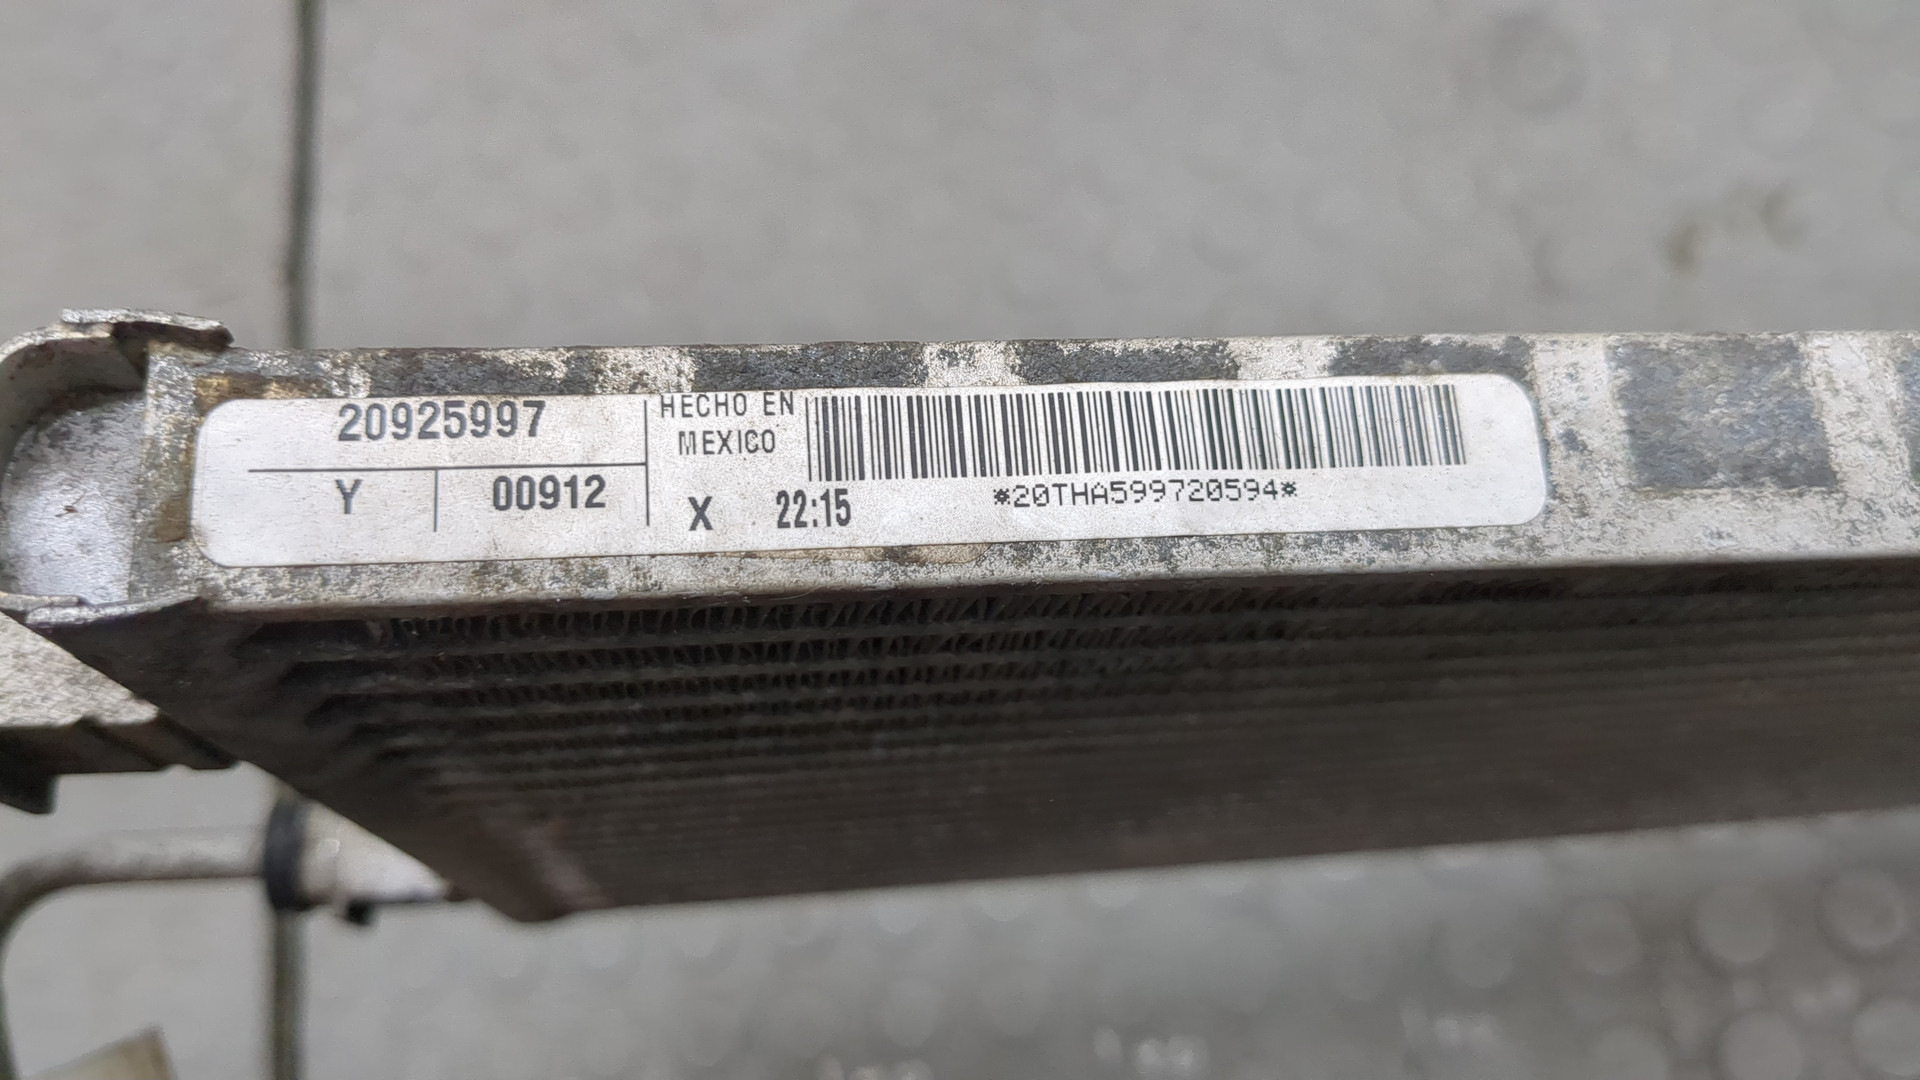 20925997
Y 00912
HECHO EN
MEXICO
X 22:15
*20THA599720594*